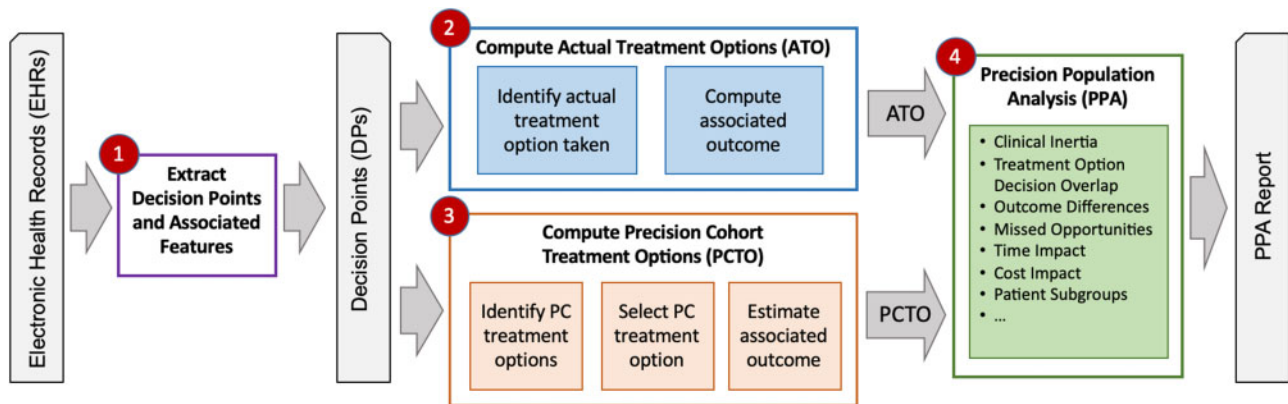 Electronic Health Records (EHRs)
1
Extract
Decision Points
and Associated
Features
Decision Points (DPs)
2
Compute Actual Treatment Options (ATO)
Identify actual
treatment
option taken
Compute
associated
outcome
3
Compute Precision Cohort
Treatment Options (PCTO)
Identify PC
treatment
options
Select PC
treatment
option
Estimate
associated
outcome
ATO
PCTO
4
Precision Population
Analysis (PPA)
• Clinical Inertia
• Treatment Option
Decision Overlap
• Outcome Differences
• Missed Opportunities
• Time Impact
• Cost Impact
• Patient Subgroups
• ...
PPA Report